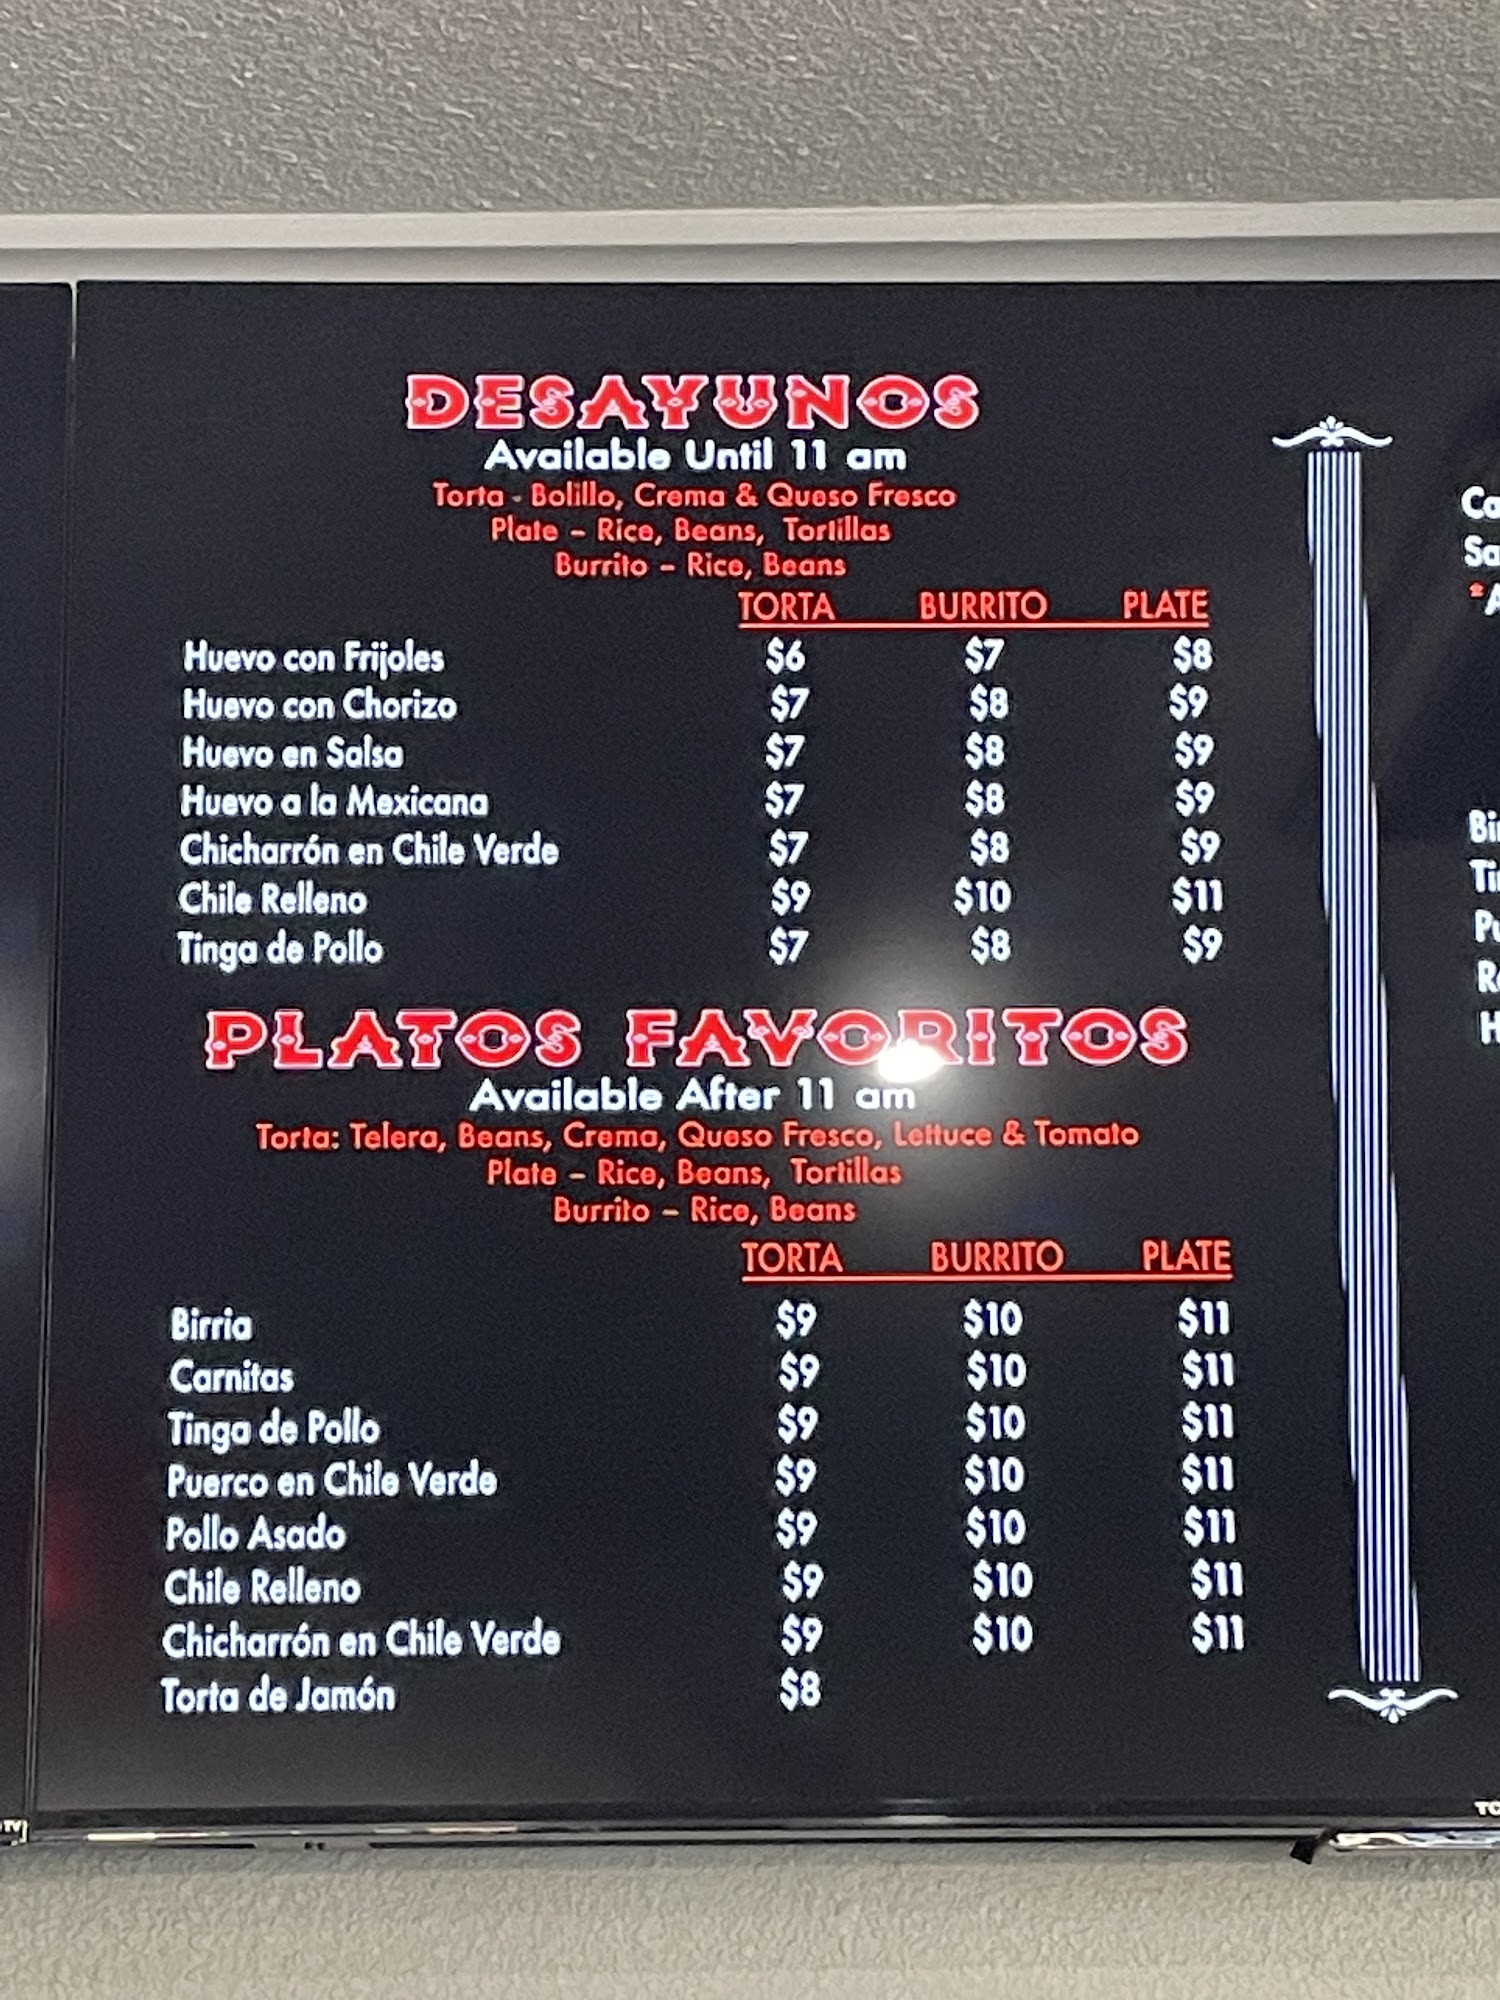 DESAYUNOS
Available Until 11 am
Torta - Bolillo, Crema & Queso Fresco
Plate – Rice, Beans, Tortillas
Burrito – Rice, Beans
TORTA BURRITO PLATE
Huevo con Frijoles $6 $7 $8
Huevo con Chorizo $7 $8 $9
Huevo en Salsa $7 $8 $9
Huevo a la Mexicana $7 $8 $9
Chicharrón en Chile Verde $7 $8 $9
Chile Relleno $9 $10 $11
Tinga de Pollo $7 $8 $9
PLATOS FAVORITOS
Available After 11 am
Torta: Telera, Beans, Crema, Queso Fresco, Lettuce & Tomato
Plate – Rice, Beans, Tortillas
Burrito – Rice, Beans
TORTA BURRITO PLATE
Birria $9 $10 $11
Carnitas $9 $10 $11
Tinga de Pollo $9 $10 $11
Puerco en Chile Verde $9 $10 $11
Pollo Asado $9 $10 $11
Chile Relleno $9 $10 $11
Chicharrón en Chile Verde $9 $10 $11
Torta de Jamón $8